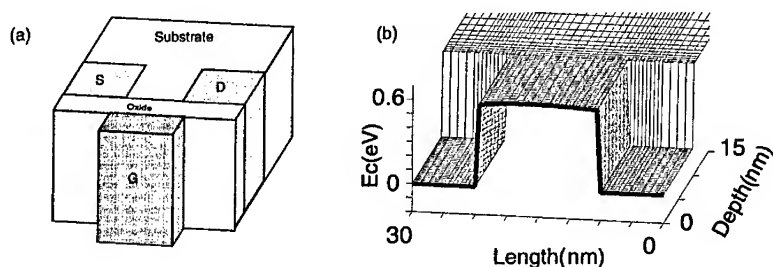 (a)
Substrate
S
D
Oxide
G
(b)
Ec(eV)
0.6
0
30
Length(nm)
0
0
15
Depth(nm)